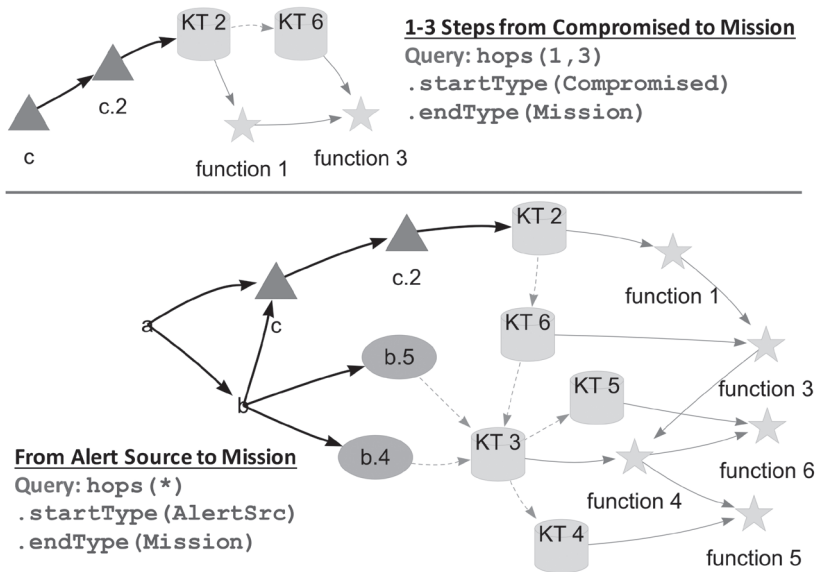 KT 2
KT 6
c.2
c
function 1
function 3
1-3 Steps from Compromised to Mission
Query: hops(1,3)
.startType(Compromised)
.endType(Mission)
KT 2
c.2
function 1
a
c
KT 6
b.5
function 3
KT 5
b
KT 3
b.4
function 6
function 4
KT 4
function 5
From Alert Source to Mission
Query: hops(*)
.startType(AlertSrc)
.endType(Mission)